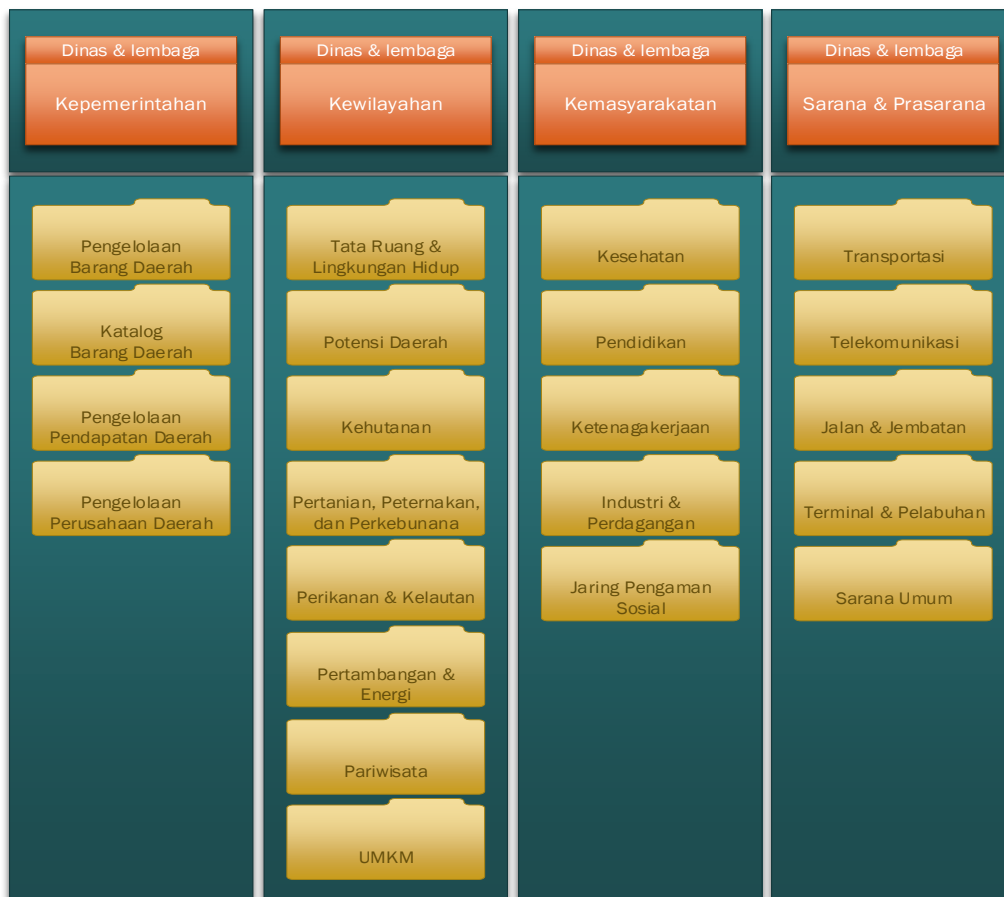 Dinas & lembaga
Kepemerintahan
Pengelolaan
Barang Daerah
Katalog
Barang Daerah
Pengelolaan
Pendapatan Daerah
Pengelolaan
Perusahaan Daerah
Dinas & lembaga
Kewilayahan
Tata Ruang &
Lingkungan Hidup
Potensi Daerah
Kehutanan
Pertanian, Peternakan,
dan Perkebunana
Perikanan & Kelautan
Pertambangan &
Energi
Pariwisata
UMKM
Dinas & lembaga
Kemasyarakatan
Kesehatan
Pendidikan
Ketenagakerjaan
Industri &
Perdagangan
Jaring Pengaman
Sosial
Dinas & lembaga
Sarana & Prasarana
Transportasi
Telekomunikasi
Jalan & Jembatan
Terminal & Pelabuhan
Sarana Umum